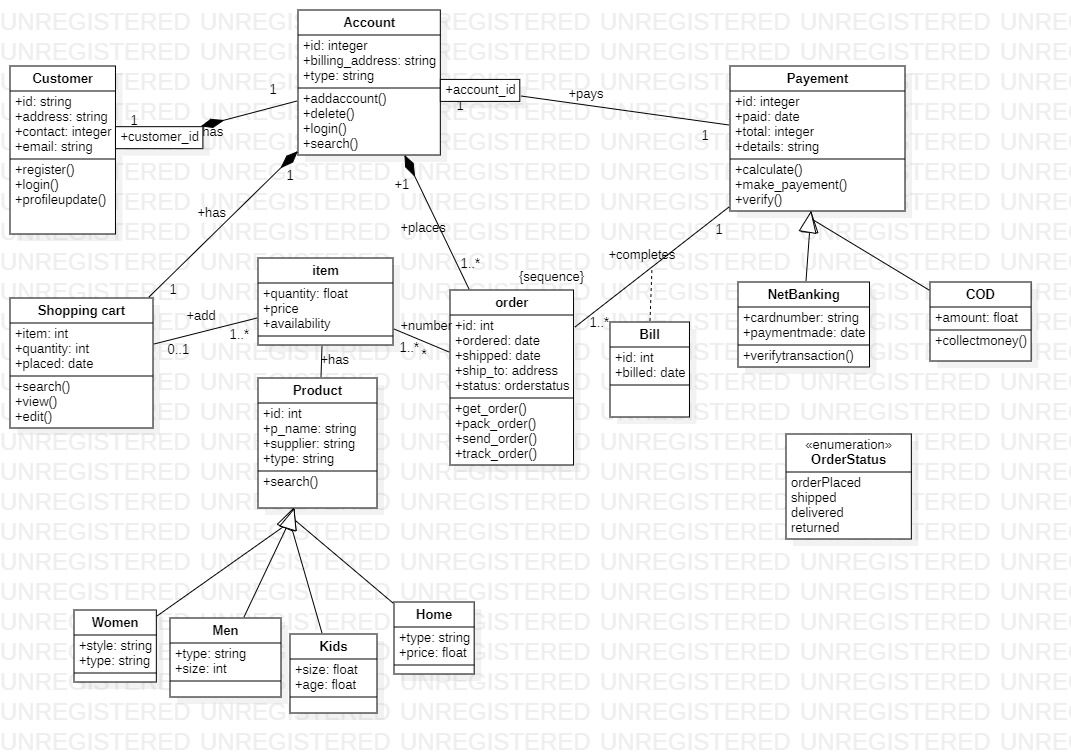 Account
+id: integer
+billing_address: string
+type: string
+addaccount()
+delete()
+login()
+search()
Customer
+id: string
+address: string
+contact: integer
+email: string
+register()
+login()
+profileupdate()
1
+customer_id
has
1
+account_id
1
+pays
1
Payement
+id: integer
+paid: date
+total: integer
+details: string
+calculate()
+make_payement()
+verify()
1
+has
1
+1
+places
1..*
{sequence}
1
+completes
1..*
Shopping cart
+item: int
+quantity: int
+placed: date
+search()
+view()
+edit()
+add
0..1
1..*
item
+quantity: float
+price
+availability
+number
1..*
*
+has
order
+id: int
+ordered: date
+shipped: date
+ship_to: address
+status: orderstatus
+get_order()
+pack_order()
+send_order()
+track_order()
Bill
+id: int
+billed: date
NetBanking
+cardnumber: string
+paymentmade: date
+verifytransaction()
COD
+amount: float
+collectmoney()
Product
+id: int
+p_name: string
+supplier: string
+type: string
+search()
«enumeration»
OrderStatus
orderPlaced
shipped
delivered
returned
Women
+style: string
+type: string
Men
+type: string
+size: int
Kids
+size: float
+age: float
Home
+type: string
+price: float
UNREGISTERED